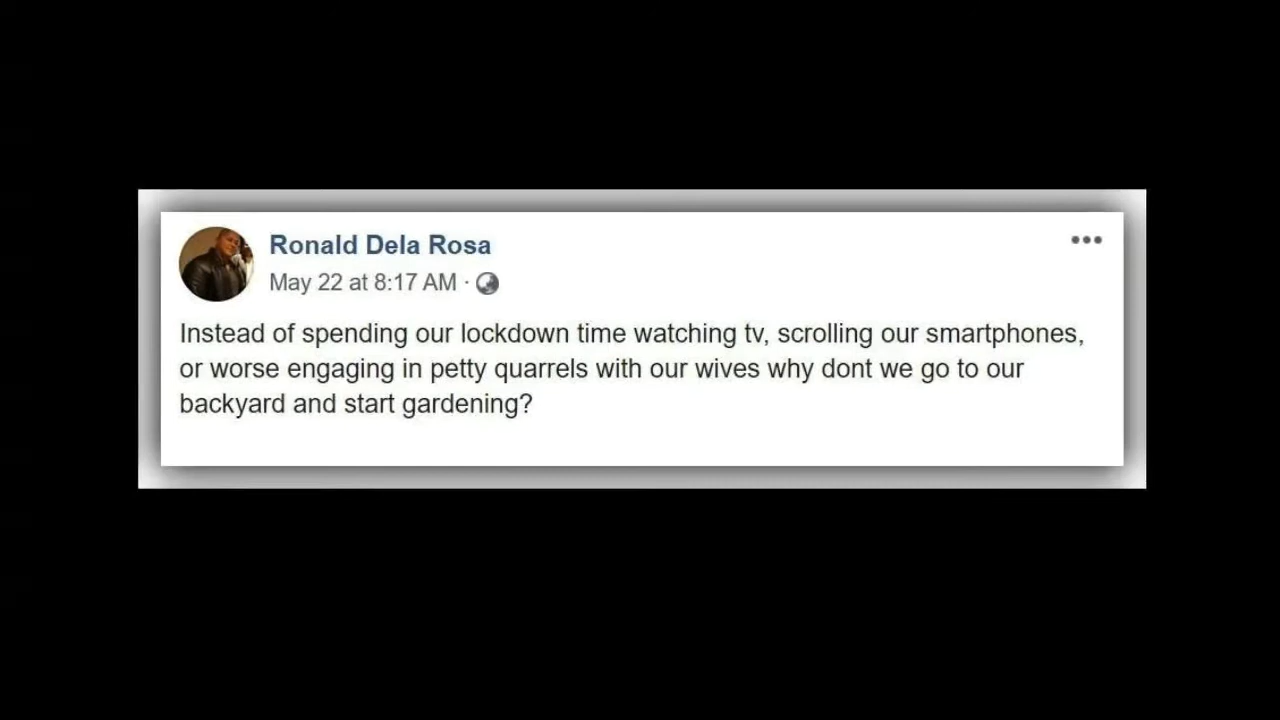 Ronald Dela Rosa
May 22 at 8:17 AM ·
Instead of spending our lockdown time watching tv, scrolling our smartphones,
or worse engaging in petty quarrels with our wives why dont we go to our
backyard and start gardening?